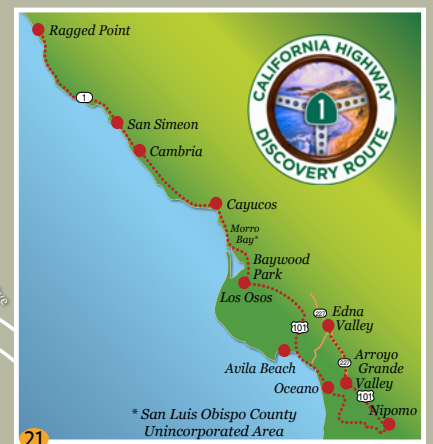 Ragged Point
CALIFORNIA HIGHWAY
1
DISCOVERY ROUTE
1
San Simeon
Cambria
Cayucos
Morro
Bay*
Baywood
Park
Los Osos
227
Edna
Valley
101
Avila Beach
227
Arroyo
Grande
Valley
Oceano
101
Nipomo
* San Luis Obispo County
Unincorporated Area
21